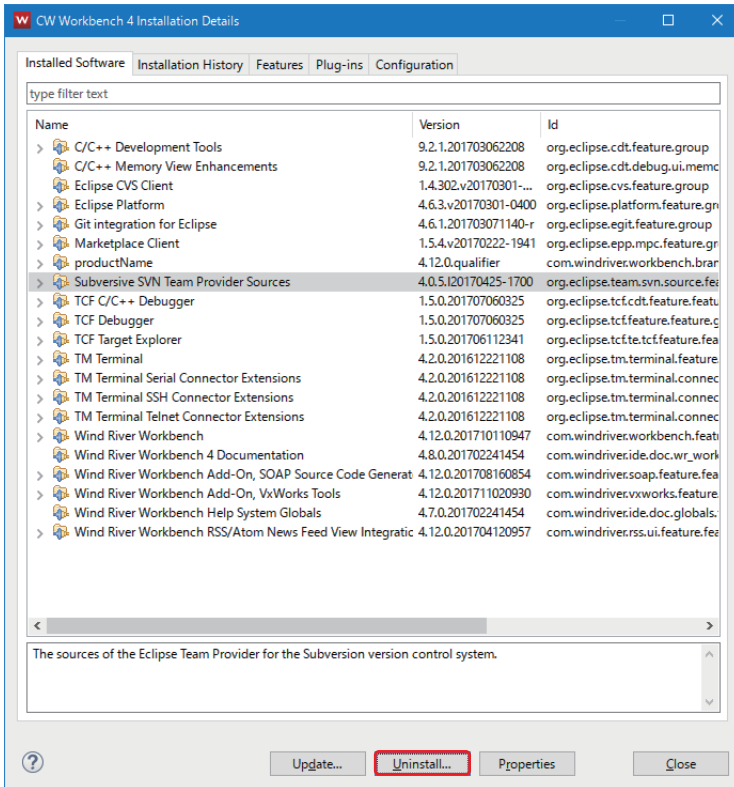 CW Workbench 4 Installation Details
Installed Software Installation History Features Plug-ins Configuration
type filter text
Name Version Id
C/C++ Development Tools 9.2.1.201703062208 org.eclipse.cdt.feature.group
C/C++ Memory View Enhancements 9.2.1.201703062208 org.eclipse.cdt.debug.ui.memc
Eclipse CVS Client 1.4.302.v20170301-... org.eclipse.cvs.feature.group
Eclipse Platform 4.6.3.v20170301-0400 org.eclipse.platform.feature.gr
Git integration for Eclipse 4.6.1.201703071140-r org.eclipse.egit.feature.group
Marketplace Client 1.5.4.v20170222-1941 org.eclipse.epp.mpc.feature.gr
productName 4.12.0.qualifier com.windriver.workbench.bran
Subversive SVN Team Provider Sources 4.0.5.I20170425-1700 org.eclipse.team.svn.source.fea
TCF C/C++ Debugger 1.5.0.201707060325 org.eclipse.tcf.cdt.feature.featu
TCF Debugger 1.5.0.201707060325 org.eclipse.tcf.feature.feature.g
TCF Target Explorer 1.5.0.201706112341 org.eclipse.tcf.te.tcf.feature.fea
TM Terminal 4.2.0.201612221108 org.eclipse.tm.terminal.feature.
TM Terminal Serial Connector Extensions 4.2.0.201612221108 org.eclipse.tm.terminal.connec
TM Terminal SSH Connector Extensions 4.2.0.201612221108 org.eclipse.tm.terminal.connec
TM Terminal Telnet Connector Extensions 4.2.0.201612221108 org.eclipse.tm.terminal.connec
Wind River Workbench 4.12.0.201710110947 com.windriver.workbench.featu
Wind River Workbench 4 Documentation 4.8.0.201702241454 com.windriver.ide.doc.wr_work
Wind River Workbench Add-On, SOAP Source Code Generat 4.12.0.201708160854 com.windriver.soap.feature.fea
Wind River Workbench Add-On, VxWorks Tools 4.12.0.201711020930 com.windriver.vxworks.feature.
Wind River Workbench Help System Globals 4.7.0.201702241454 com.windriver.ide.doc.globals.
Wind River Workbench RSS/Atom News Feed View Integratic 4.12.0.201704120957 com.windriver.rss.ui.feature.fea
The sources of the Eclipse Team Provider for the Subversion version control system.
Update... Uninstall... Properties Close